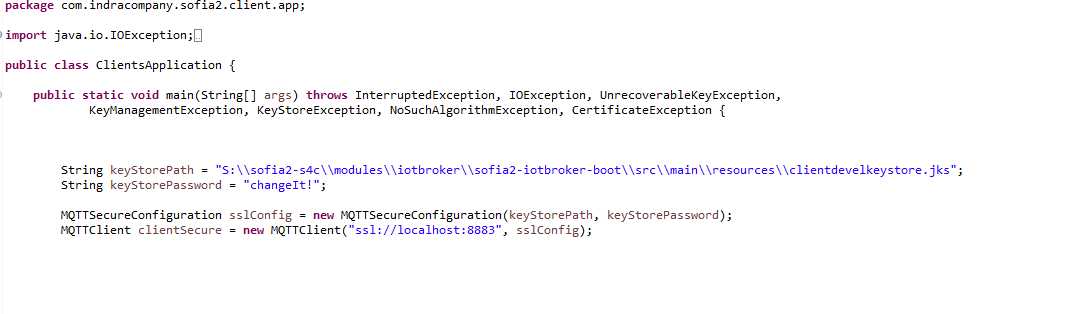 package com.indracompany.sofia2.client.app;
import java.io.IOException;
public class ClientsApplication {
public static void main(String[] args) throws InterruptedException, IOException, UnrecoverableKeyException,
KeyManagementException, KeyStoreException, NoSuchAlgorithmException, CertificateException {
String keyStorePath = "S:\\sofia2-s4c\\modules\\iotbroker\\sofia2-iotbroker-boot\\src\\main\\resources\\clientdevelkeystore.jks";
String keyStorePassword = "changeIt!";
MQTTSecureConfiguration sslConfig = new MQTTSecureConfiguration(keyStorePath, keyStorePassword);
MQTTClient clientSecure = new MQTTClient("ssl://localhost:8883", sslConfig);